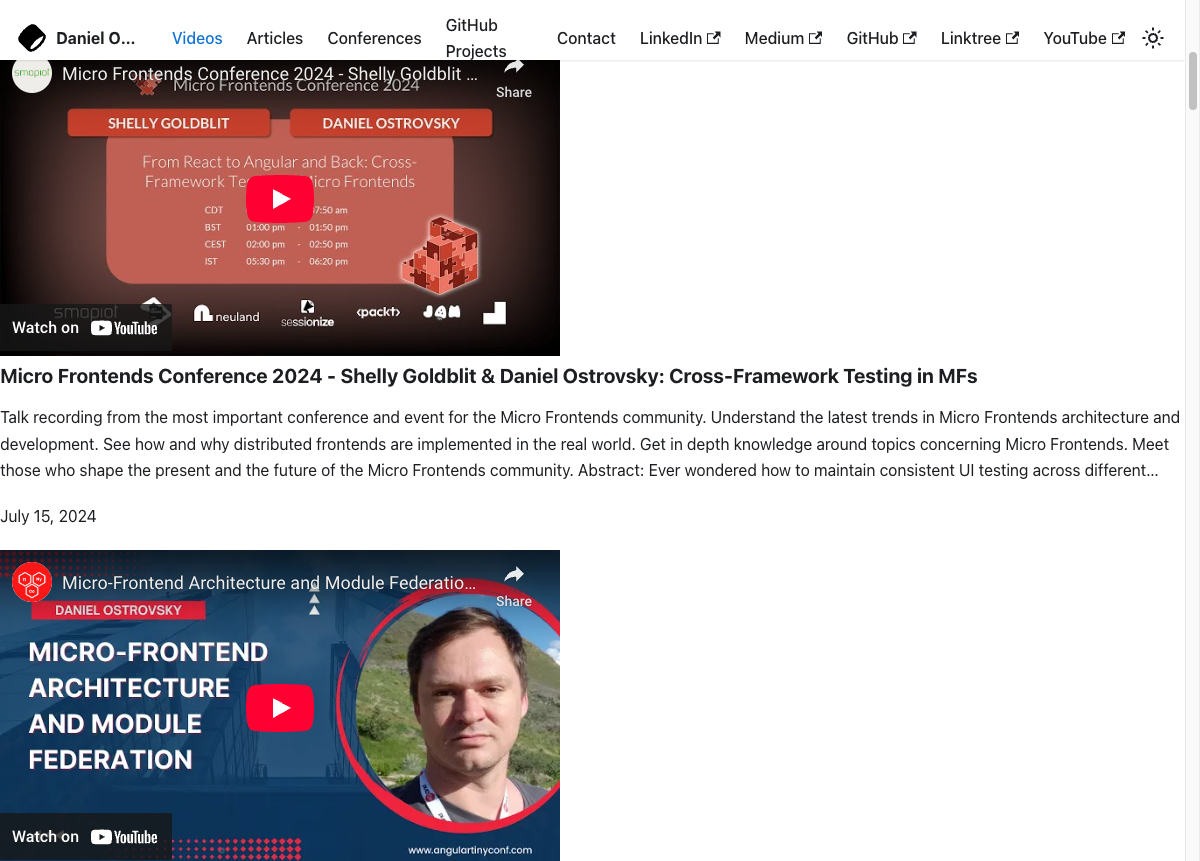 Daniel O...
Videos
Articles
Conferences
GitHub
Projects
Contact
LinkedIn
Medium
GitHub
Linktree
YouTube
smapiot
Micro Frontends Conference 2024 - Shelly Goldblit ...
Share
Micro Frontends Conference 2024
SHELLY GOLDBLIT
DANIEL OSTROVSKY
From React to Angular and Back: Cross-
Framework Micro Frontends
CDT 7:50 am
BST 01:00 pm - 01:50 pm
CEST 02:00 pm - 02:50 pm
IST 05:30 pm - 06:20 pm
smapiot
neuland
sessionize
<packt>
JAM
Watch on YouTube
Micro Frontends Conference 2024 - Shelly Goldblit & Daniel Ostrovsky: Cross-Framework Testing in MFs
Talk recording from the most important conference and event for the Micro Frontends community. Understand the latest trends in Micro Frontends architecture and
development. See how and why distributed frontends are implemented in the real world. Get in depth knowledge around topics concerning Micro Frontends. Meet
those who shape the present and the future of the Micro Frontends community. Abstract: Ever wondered how to maintain consistent UI testing across different...
July 15, 2024
Micro-Frontend Architecture and Module Federatio...
Share
DANIEL OSTROVSKY
MICRO-FRONTEND
ARCHITECTURE
AND MODULE
FEDERATION
Watch on YouTube
www.angulartinyconf.com